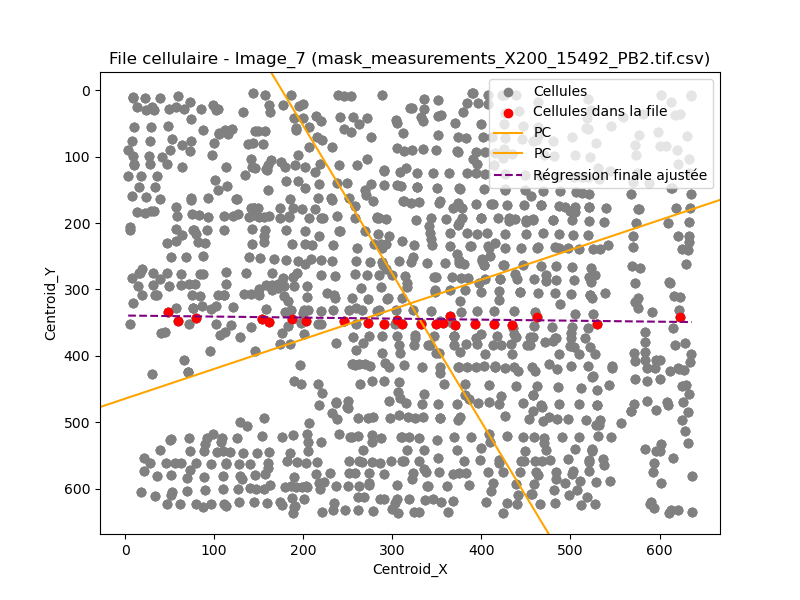 File cellulaire - Image_7 (mask_measurements_X200_15492_PB2.tif.csv)
Cellules
Cellules dans la file
PC
PC
Régression finale ajustée
0
100
200
300
400
500
600
Centroid_Y
0 100 200 300 400 500 600
Centroid_X